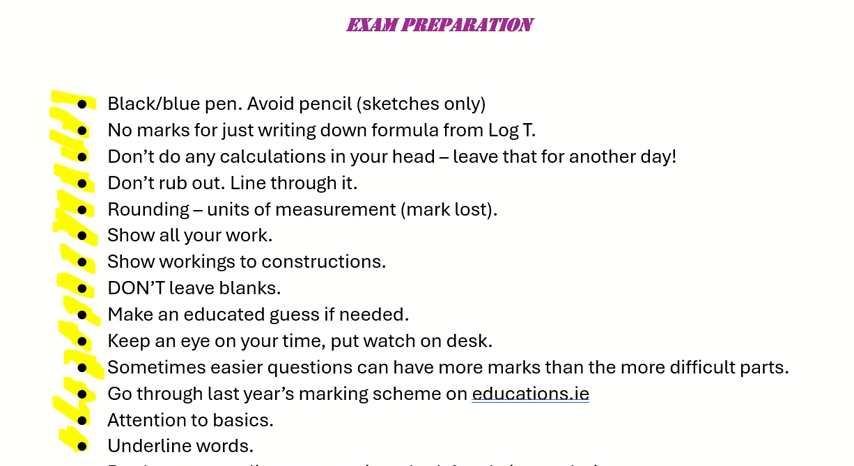 EXAM PREPARATION
• Black/blue pen. Avoid pencil (sketches only)
• No marks for just writing down formula from Log T.
• Don’t do any calculations in your head – leave that for another day!
• Don’t rub out. Line through it.
• Rounding – units of measurement (mark lost).
• Show all your work.
• Show workings to constructions.
• DON’T leave blanks.
• Make an educated guess if needed.
• Keep an eye on your time, put watch on desk.
• Sometimes easier questions can have more marks than the more difficult parts.
• Go through last year’s marking scheme on educations.ie
• Attention to basics.
• Underline words.